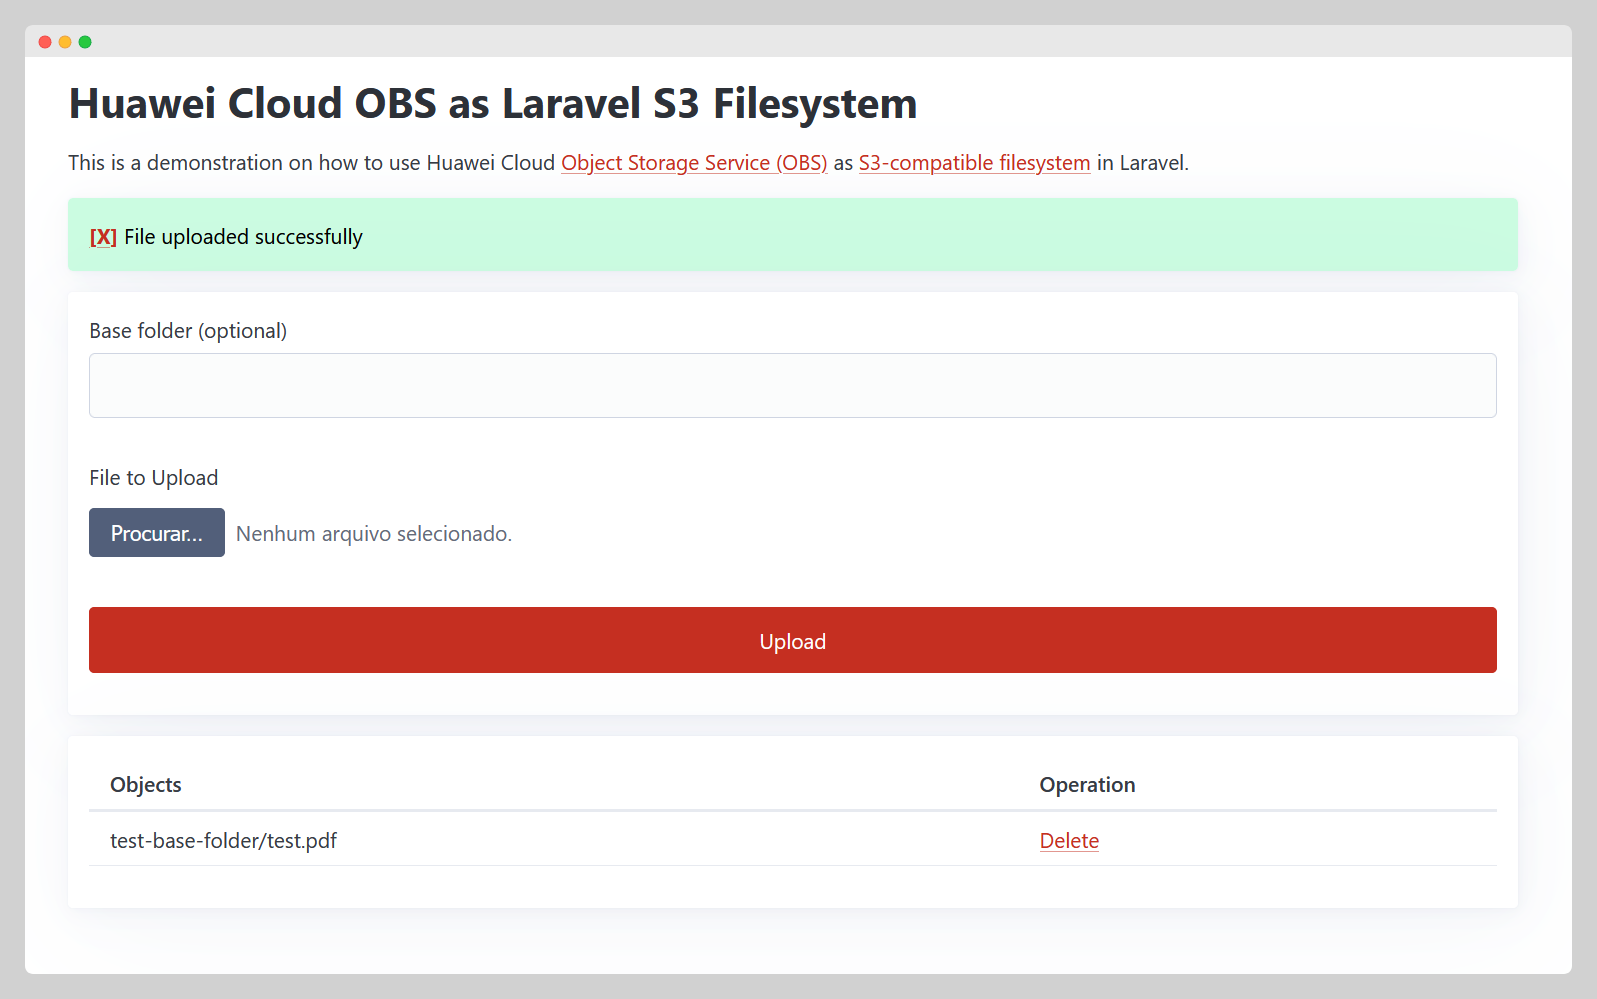 Huawei Cloud OBS as Laravel S3 Filesystem
This is a demonstration on how to use Huawei Cloud Object Storage Service (OBS) as S3-compatible filesystem in Laravel.
[X] File uploaded successfully
Base folder (optional)
File to Upload
Procurar... Nenhum arquivo selecionado.
Upload
Objects Operation
test-base-folder/test.pdf Delete